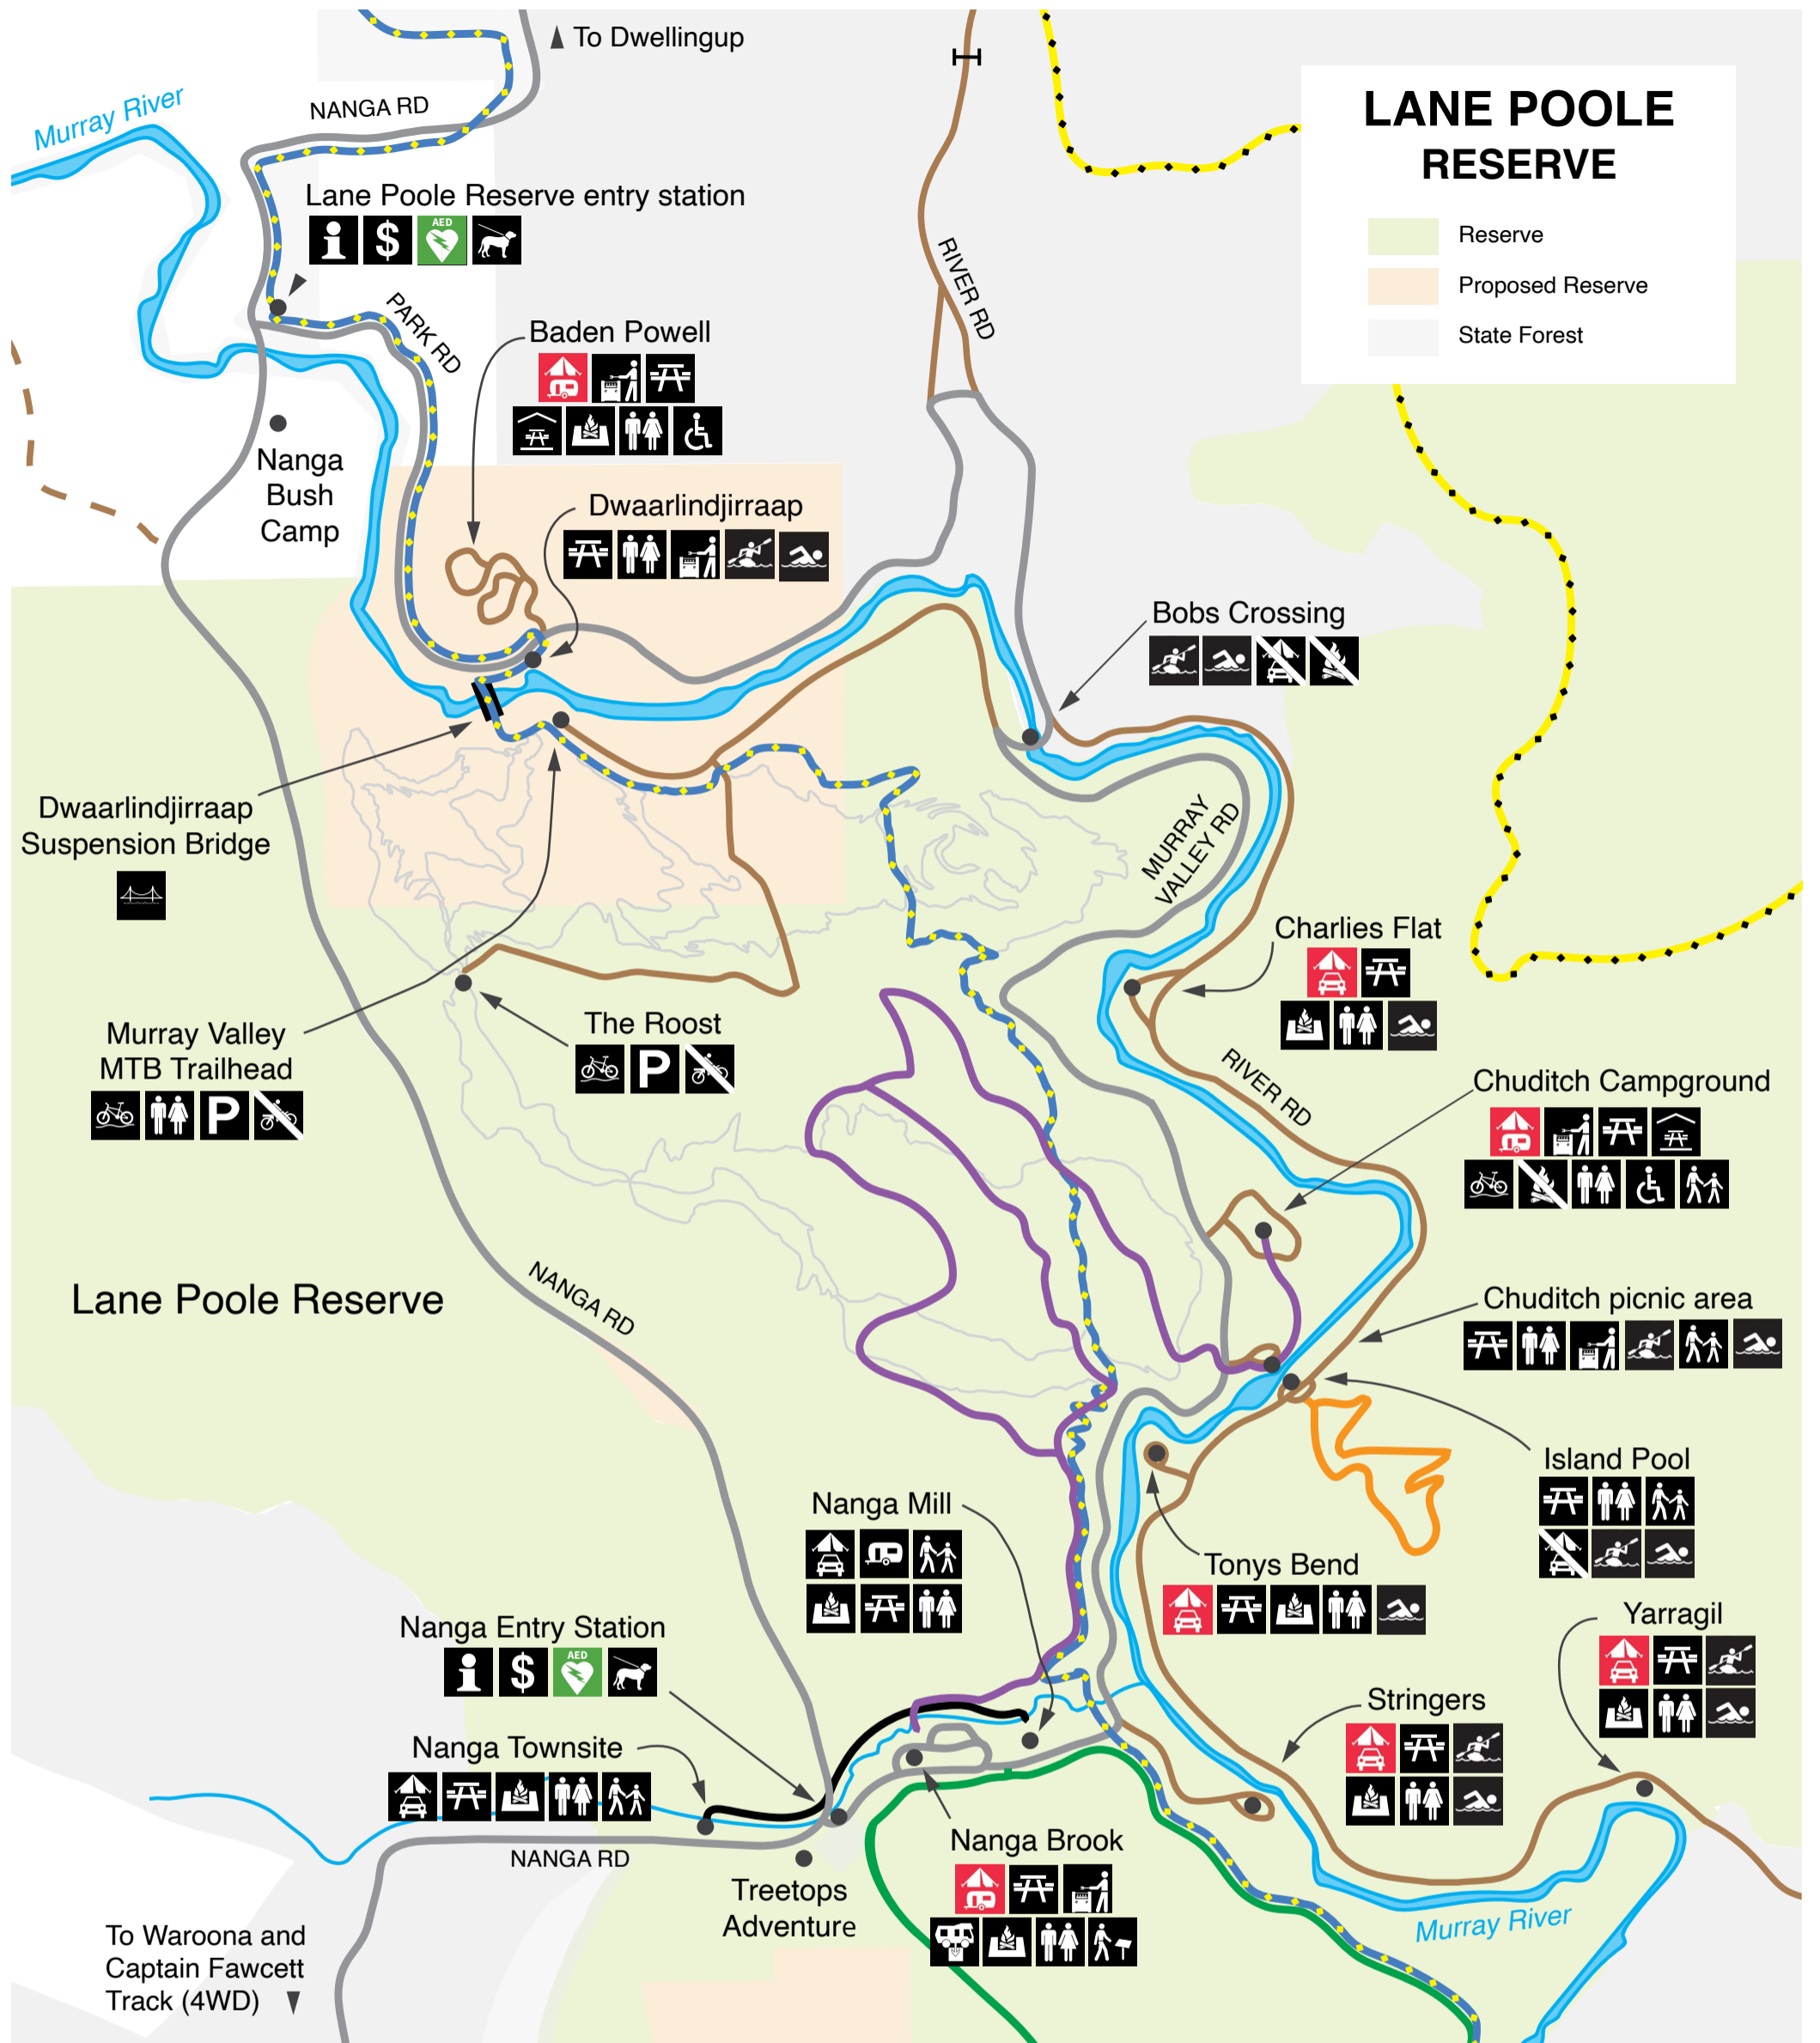 To Dwellingup
Murray River
NANGA RD
LANE POOLE
RESERVE
Reserve
Proposed Reserve
State Forest
Lane Poole Reserve entry station
AED
PARK RD
RIVER RD
Baden Powell
Nanga
Bush
Camp
Dwaarlindjirraap
Bobs Crossing
Dwaarlindjirraap
Suspension Bridge
MURRAY
VALLEY RD
Charlies Flat
Murray Valley
MTB Trailhead
P
The Roost
P
RIVER RD
Chuditch Campground
Lane Poole Reserve
NANGA RD
Chuditch picnic area
Island Pool
Nanga Mill
Tonys Bend
Yarragil
Nanga Entry Station
AED
Stringers
Nanga Townsite
NANGA RD
Nanga Brook
Treetops
Adventure
Murray River
To Waroona and
Captain Fawcett
Track (4WD)